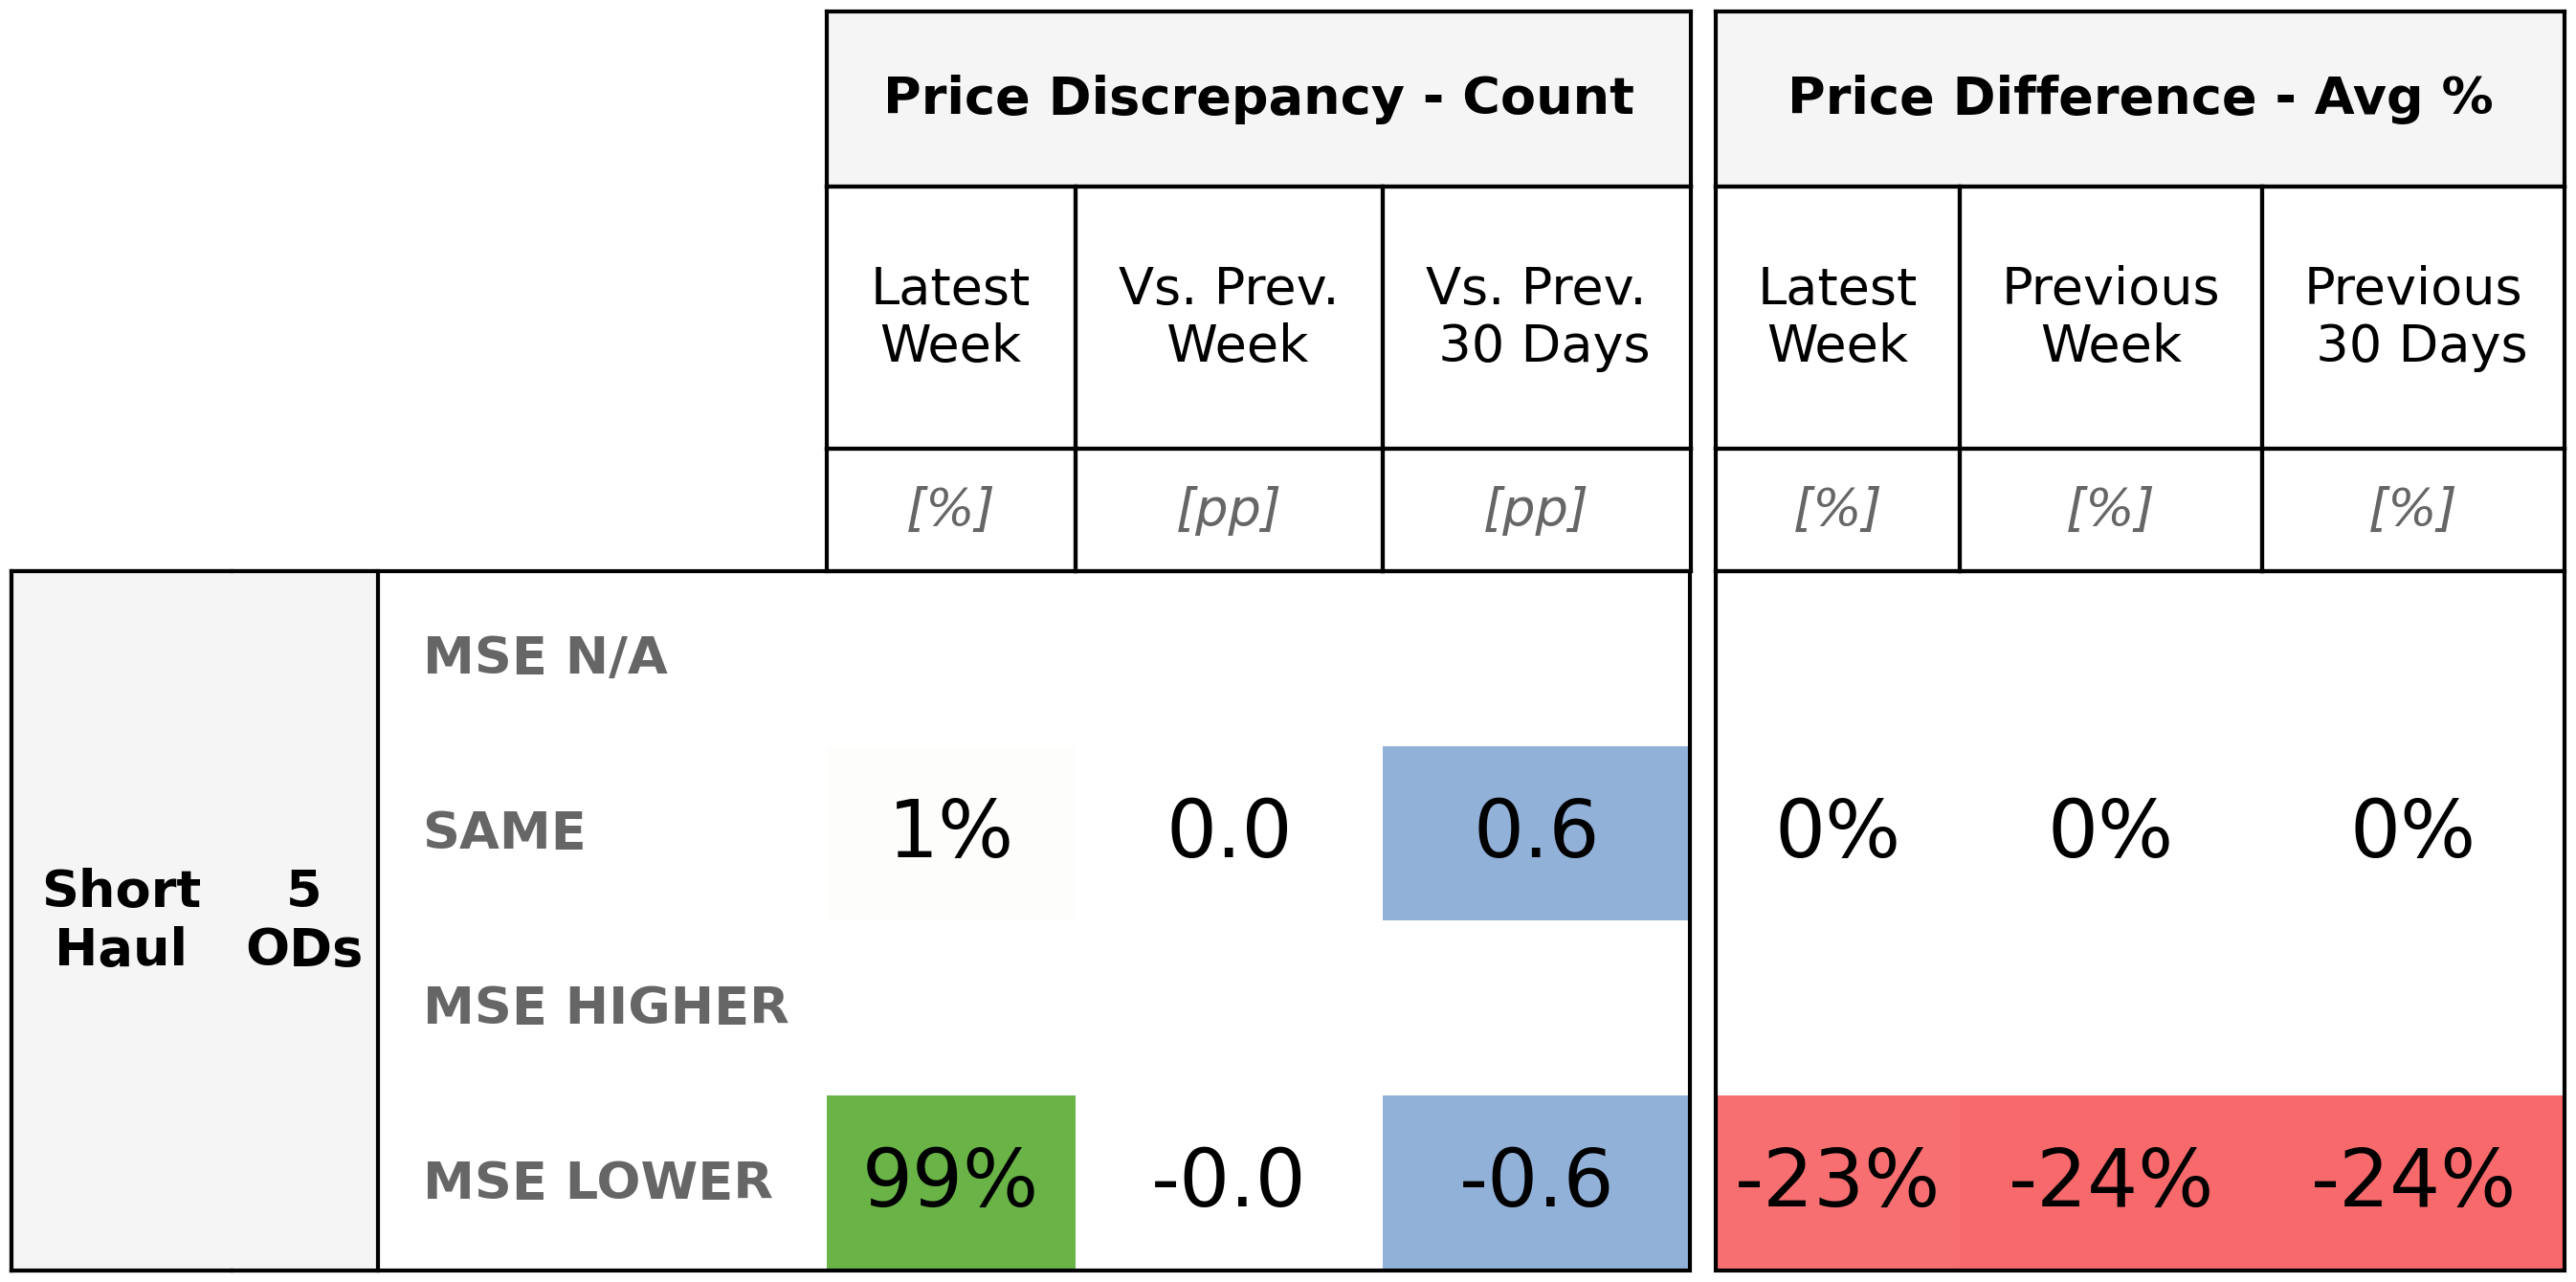 Price Discrepancy - Count Price Difference - Avg %
Latest Week Vs. Prev. Week Vs. Prev. 30 Days Latest Week Previous Week Previous 30 Days
[%] [pp] [pp] [%] [%] [%]
Short Haul 5 ODs
MSE N/A
SAME 1% 0.0 0.6 0% 0% 0%
MSE HIGHER
MSE LOWER 99% -0.0 -0.6 -23% -24% -24%